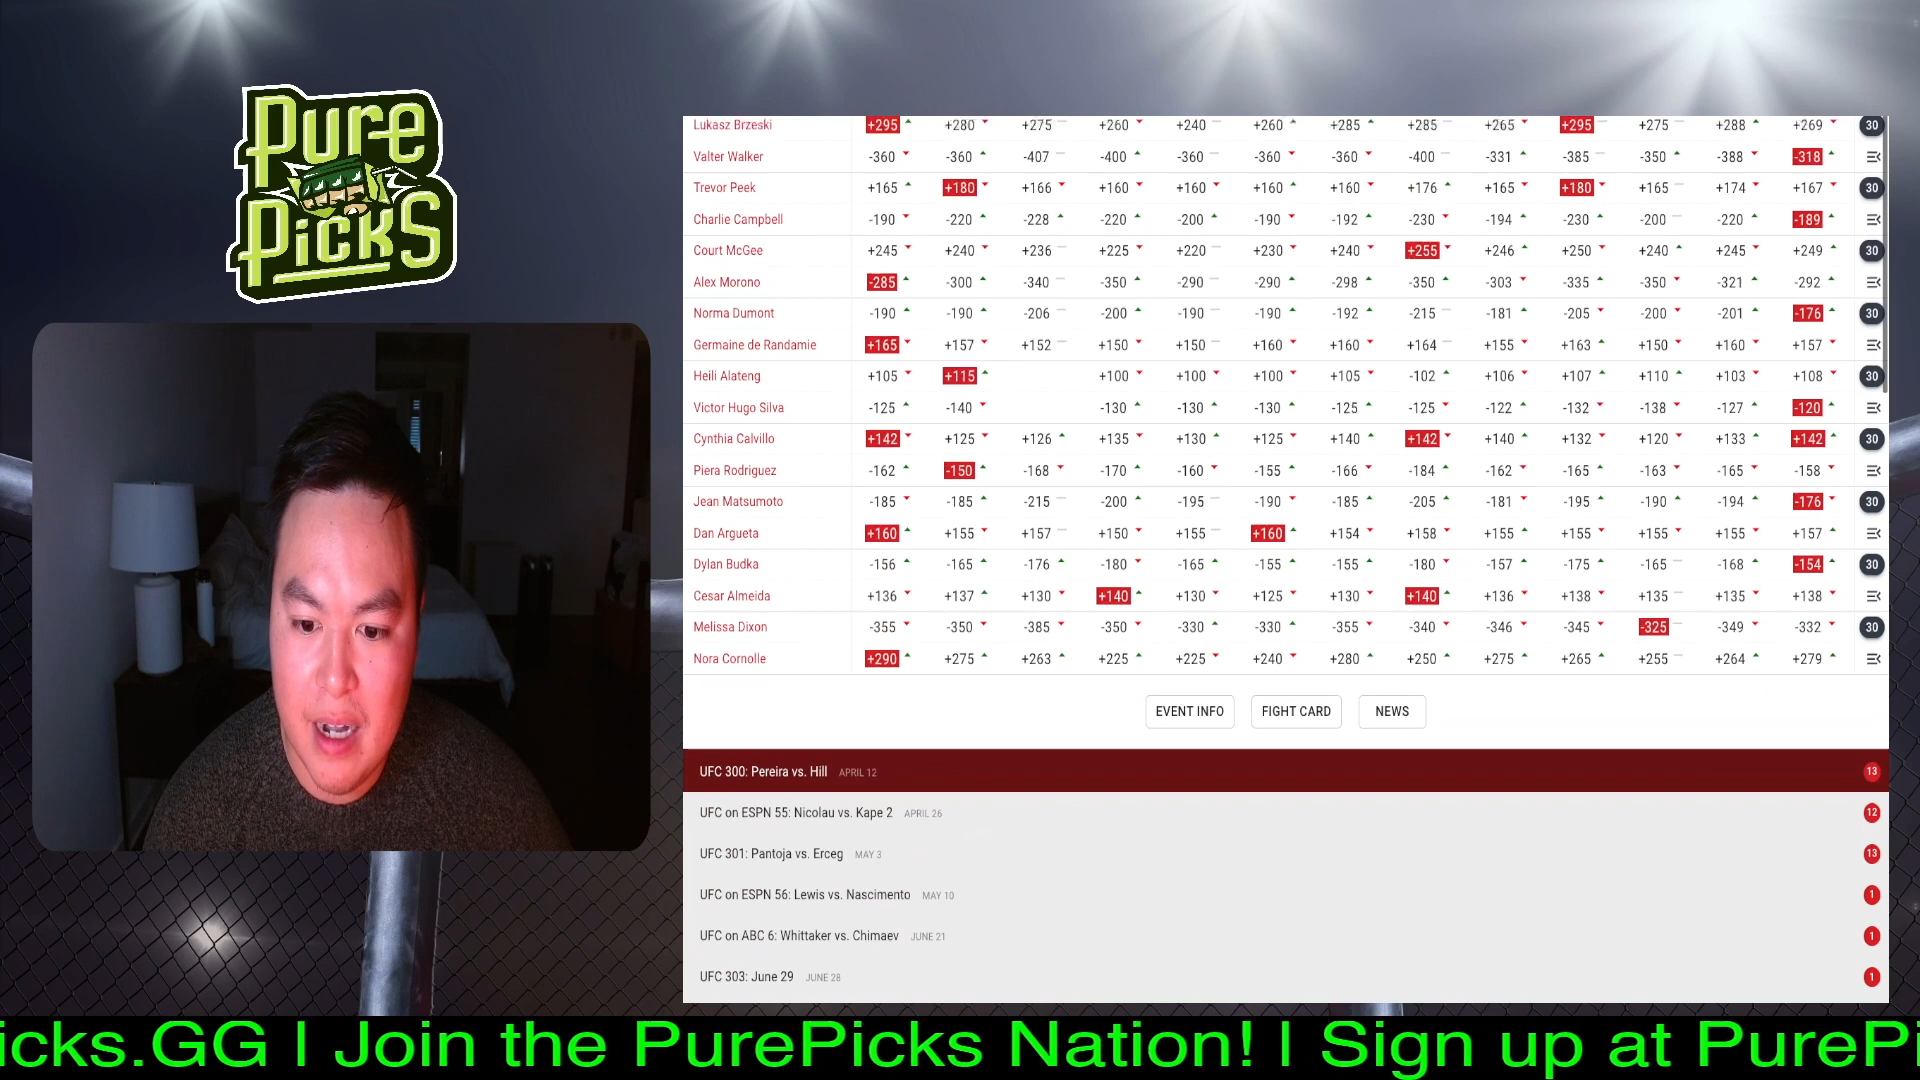 Pure
Picks
Lukasz Brzeski +295 +280 +275 +260 +240 +260 +285 +285 +265 +295 +275 +288 +269 30
Valter Walker -360 -360 -407 -400 -360 -360 -360 -400 -331 -385 -350 -388 -318
Trevor Peek +165 +180 +166 +160 +160 +160 +160 +176 +165 +180 +165 +174 +167 30
Charlie Campbell -190 -220 -228 -220 -200 -190 -192 -230 -194 -230 -200 -220 -189
Court McGee +245 +240 +236 +225 +220 +230 +240 +255 +246 +250 +240 +245 +249 30
Alex Morono -285 -300 -340 -350 -290 -290 -298 -350 -303 -335 -350 -321 -292
Norma Dumont -190 -190 -206 -200 -190 -190 -192 -215 -181 -205 -200 -201 -176 30
Germaine de Randamie +165 +157 +152 +150 +150 +160 +160 +164 +155 +163 +150 +160 +157
Heili Alateng +105 +115 +100 +100 +100 +105 -102 +106 +107 +110 +103 +108 30
Victor Hugo Silva -125 -140 -130 -130 -130 -125 -125 -122 -132 -138 -127 -120
Cynthia Calvillo +142 +125 +126 +135 +130 +125 +140 +142 +140 +132 +120 +133 +142 30
Piera Rodriguez -162 -150 -168 -170 -160 -155 -166 -184 -162 -165 -163 -165 -158
Jean Matsumoto -185 -185 -215 -200 -195 -190 -185 -205 -181 -195 -190 -194 -176 30
Dan Argueta +160 +155 +157 +150 +155 +160 +154 +158 +155 +155 +155 +155 +157
Dylan Budka -156 -165 -176 -180 -165 -155 -155 -180 -157 -175 -165 -168 -154 30
Cesar Almeida +136 +137 +130 +140 +130 +125 +130 +140 +136 +138 +135 +135 +138
Melissa Dixon -355 -350 -385 -350 -330 -330 -355 -340 -346 -345 -325 -349 -332 30
Nora Cornolle +290 +275 +263 +225 +225 +240 +280 +250 +275 +265 +255 +264 +279
EVENT INFO FIGHT CARD NEWS
UFC 300: Pereira vs. Hill APRIL 12 13
UFC on ESPN 55: Nicolau vs. Kape 2 APRIL 26 12
UFC 301: Pantoja vs. Erceg MAY 3 13
UFC on ESPN 56: Lewis vs. Nascimento MAY 10 1
UFC on ABC 6: Whittaker vs. Chimaev JUNE 21 1
UFC 303: June 29 JUNE 28 1
icks.GG | Join the PurePicks Nation! | Sign up at PurePi